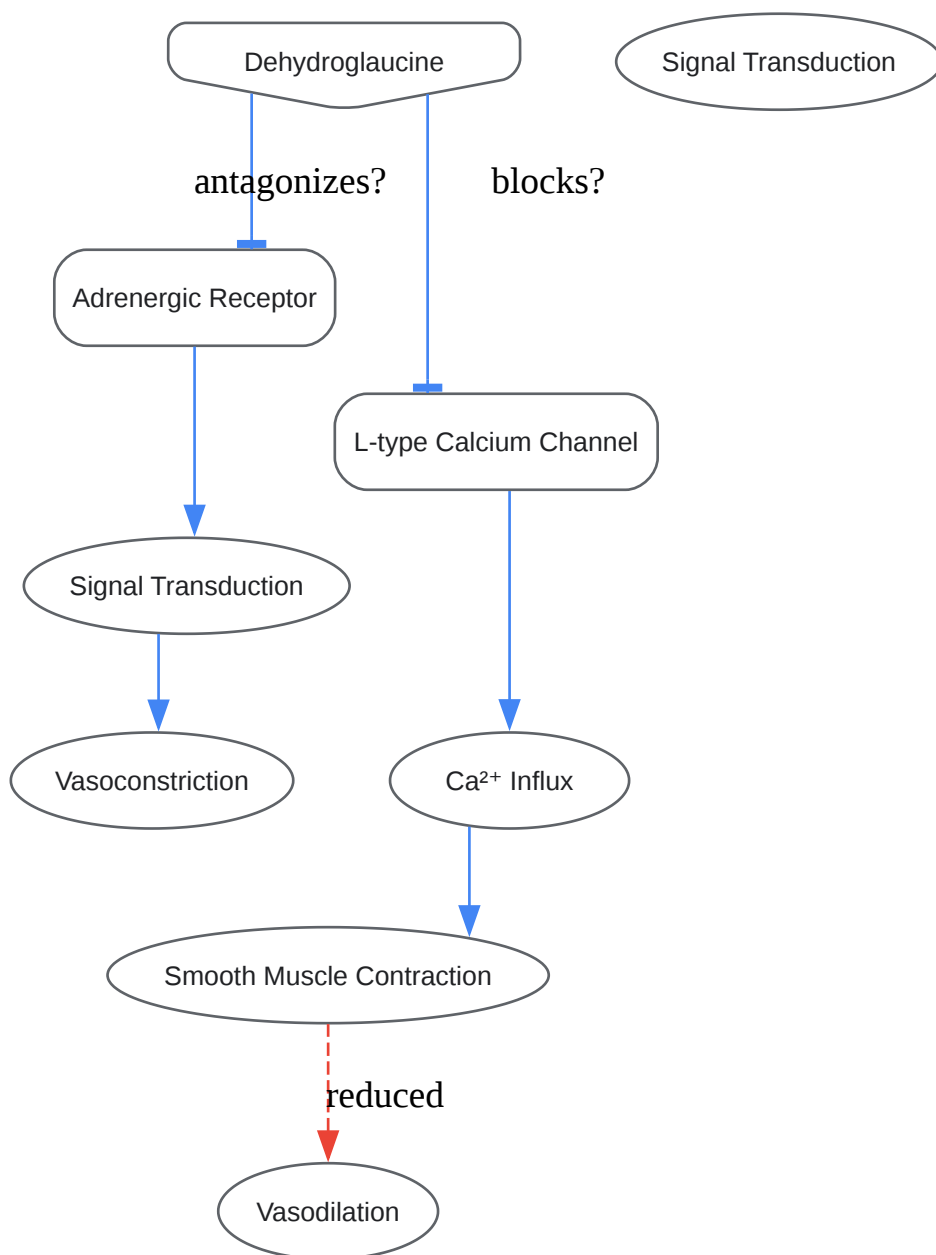 Dehydroglaucine
Signal Transduction
antagonizes?
blocks?
Adrenergic Receptor
L-type Calcium Channel
Signal Transduction
Vasoconstriction
Ca²⁺ Influx
Smooth Muscle Contraction
reduced
Vasodilation